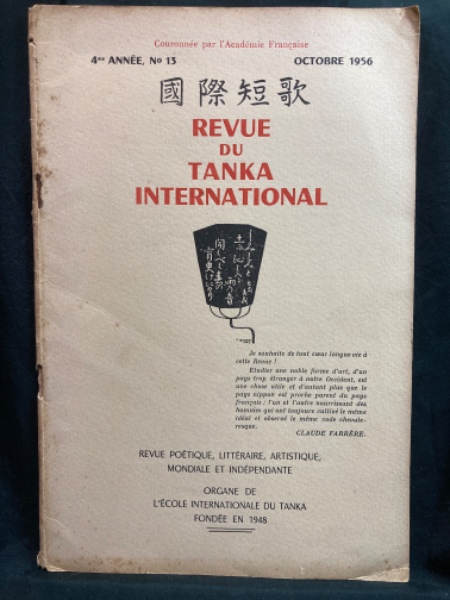 Couronnée par l'Académie Française
4me ANNÉE, No 13 OCTOBRE 1956
國際短歌
REVUE
DU
TANKA
INTERNATIONAL
Je souhaite de tout cœur longue vie à
cette Revue !
Etudier une noble forme d'art, d'un
pays trop étranger à notre Occident, est
une chose utile et d'autant plus que le
pays nippon est proche parent du pays
français : l'un et l'autre nourrissent des
hommes qui ont toujours cultivé le même
idéal et observé le même code chevale-
resque.
CLAUDE FARRÈRE.
REVUE POÉTIQUE, LITTÉRAIRE, ARTISTIQUE,
MONDIALE ET INDÉPENDANTE
ORGANE DE
L'ÉCOLE INTERNATIONALE DU TANKA
FONDÉE EN 1948